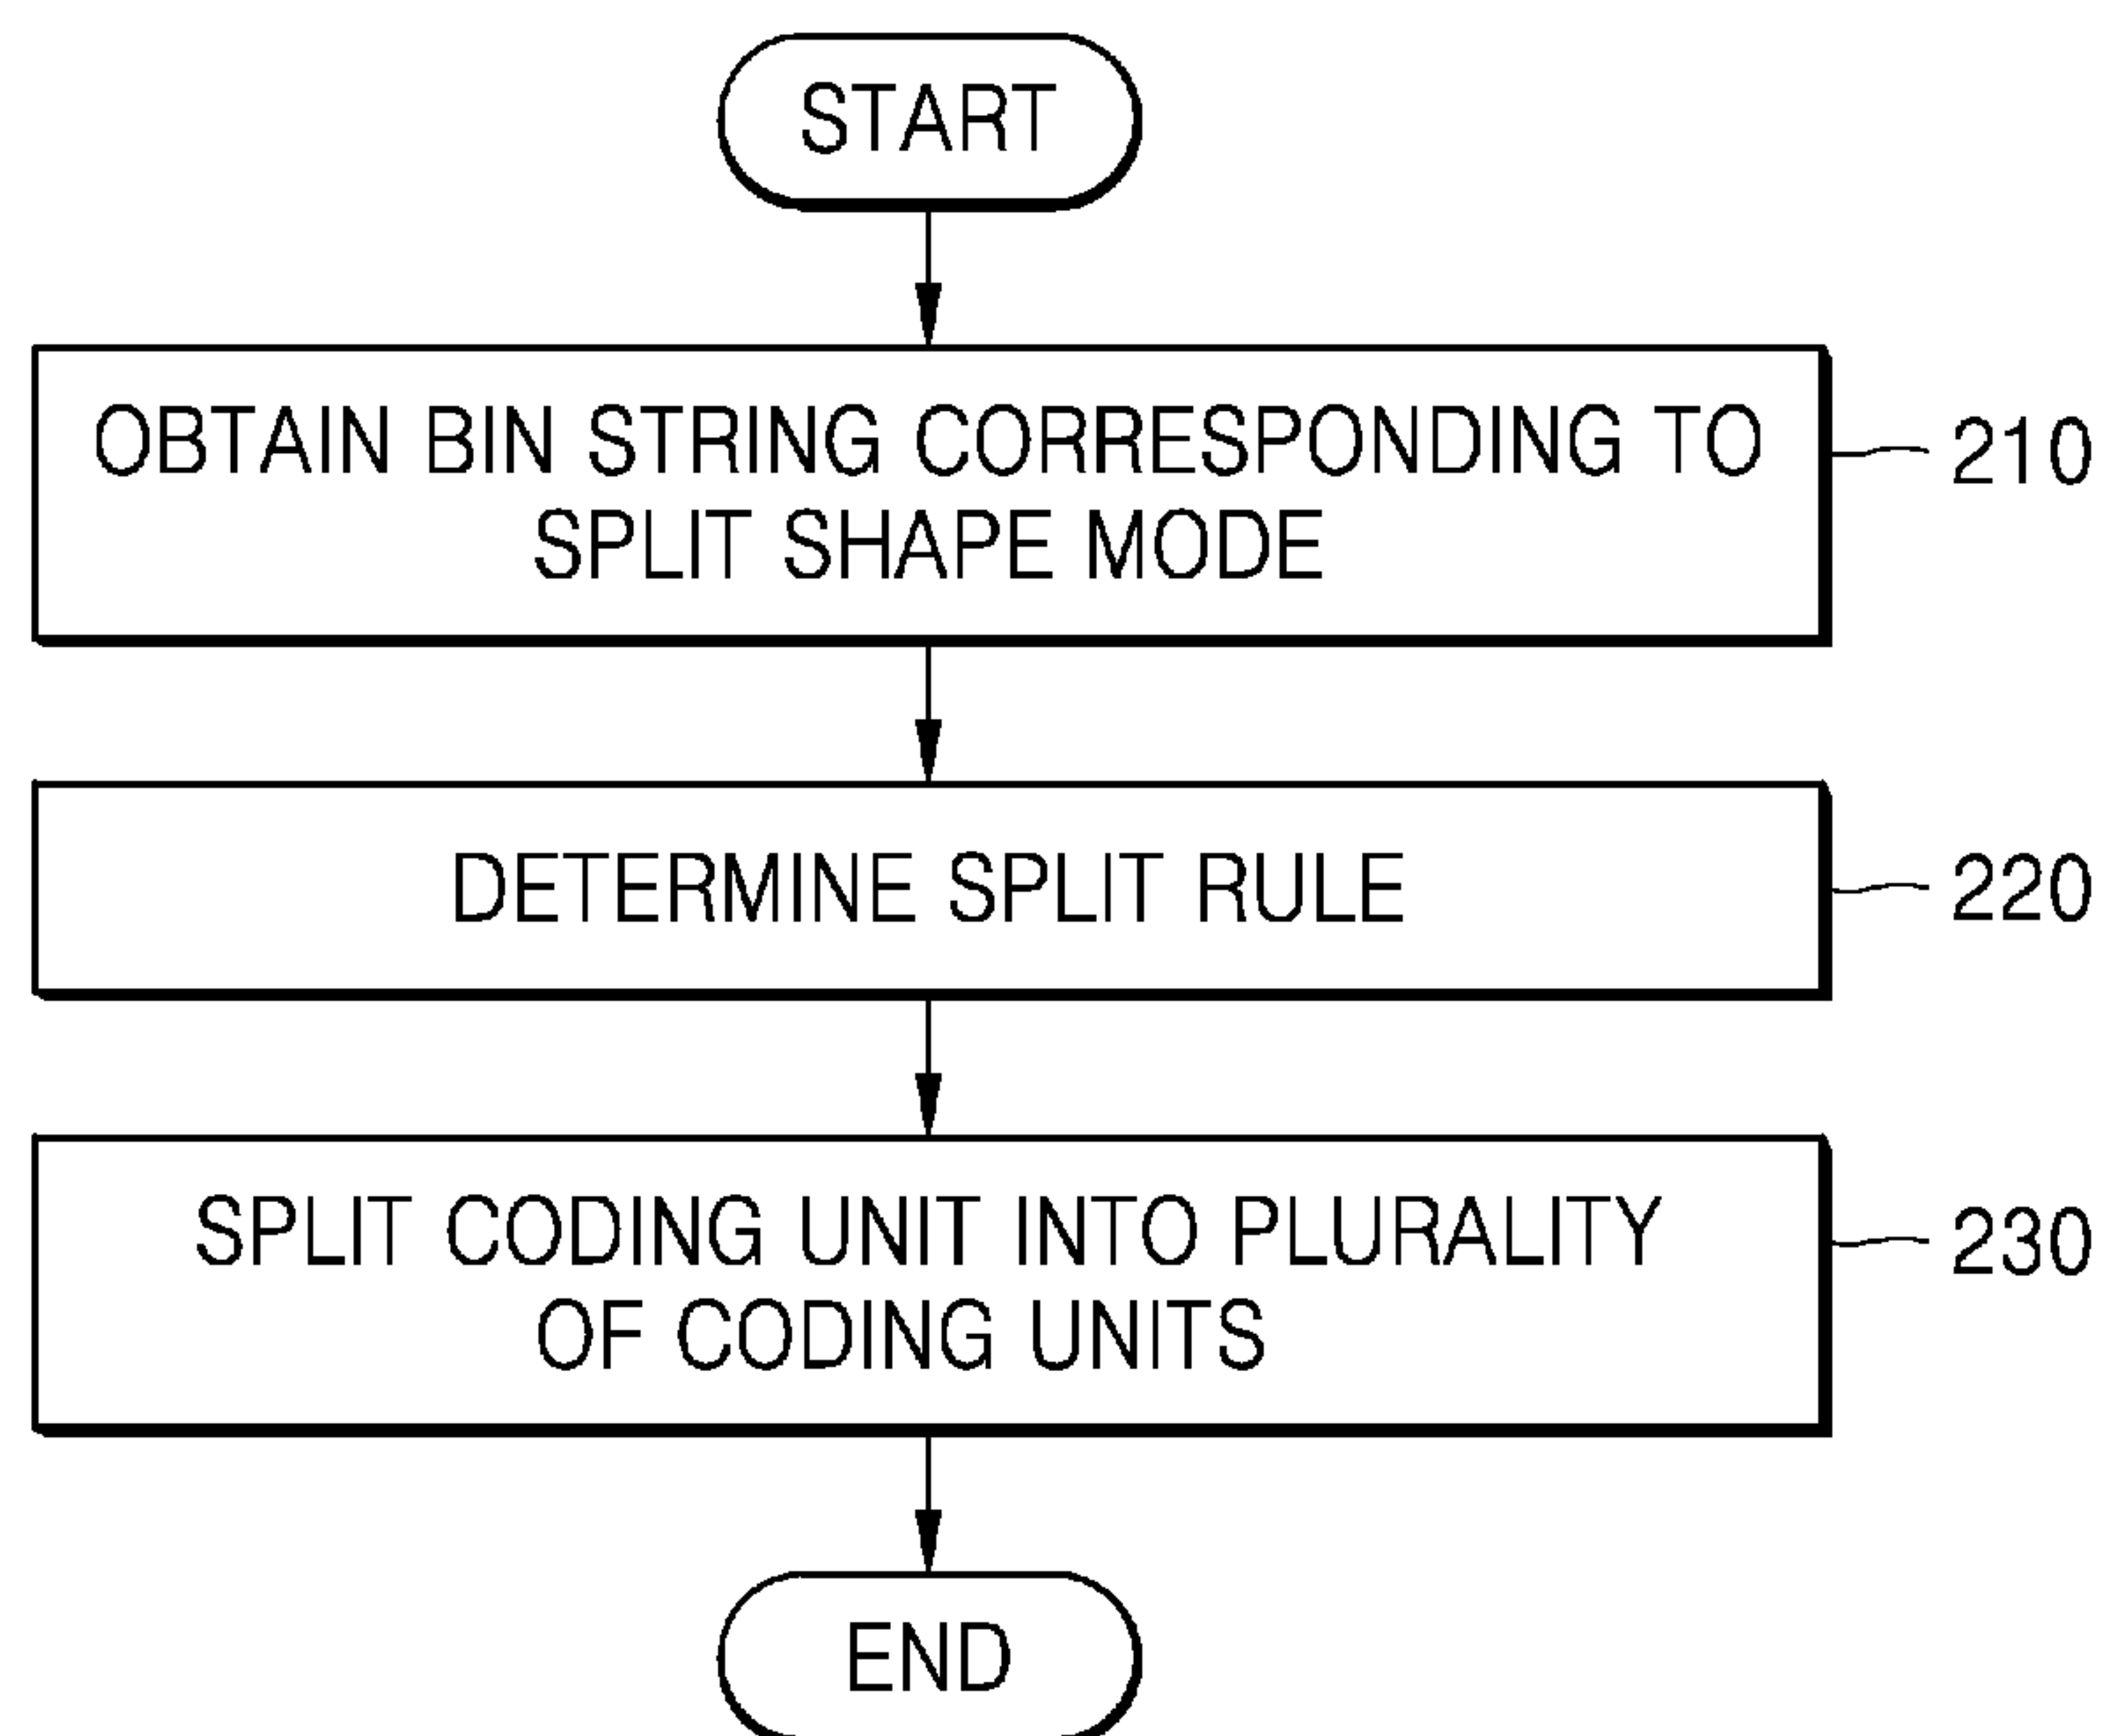 START
OBTAIN BIN STRING CORRESPONDING TO
SPLIT SHAPE MODE
210
DETERMINE SPLIT RULE
220
SPLIT CODING UNIT INTO PLURALITY
OF CODING UNITS
230
END